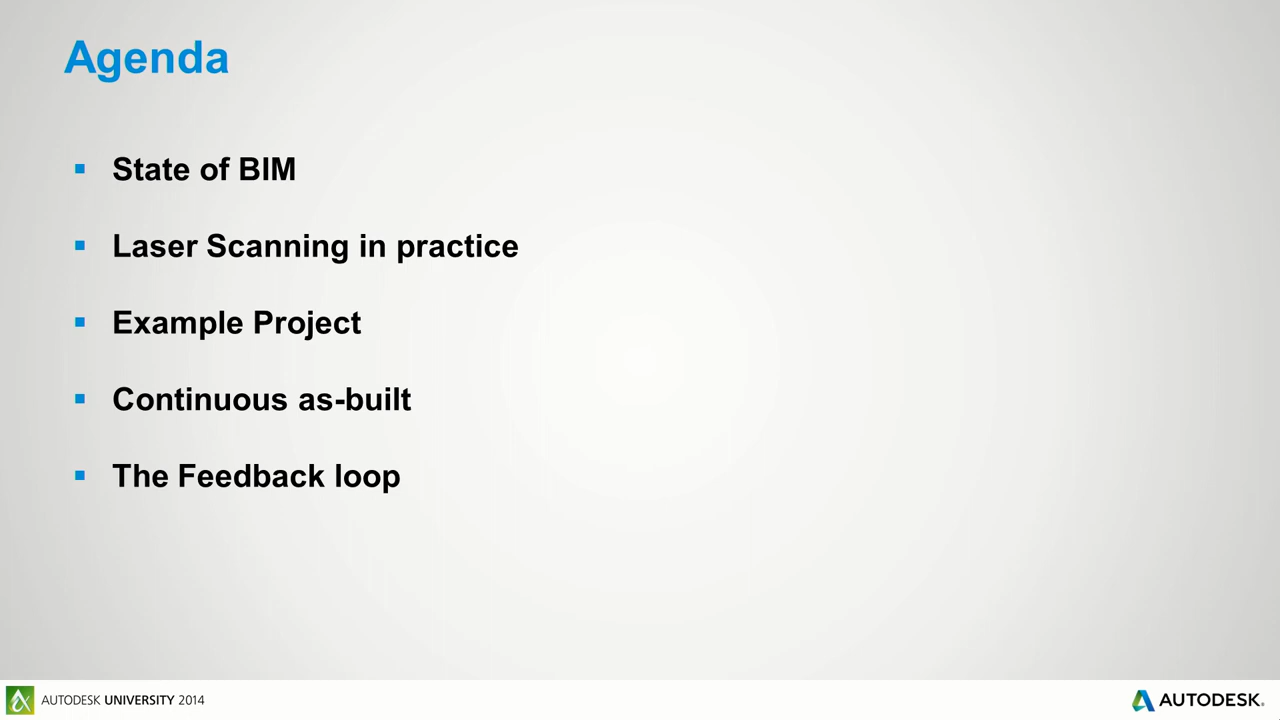 Agenda
▪ State of BIM
▪ Laser Scanning in practice
▪ Example Project
▪ Continuous as-built
▪ The Feedback loop
AUTODESK UNIVERSITY 2014
AUTODESK®